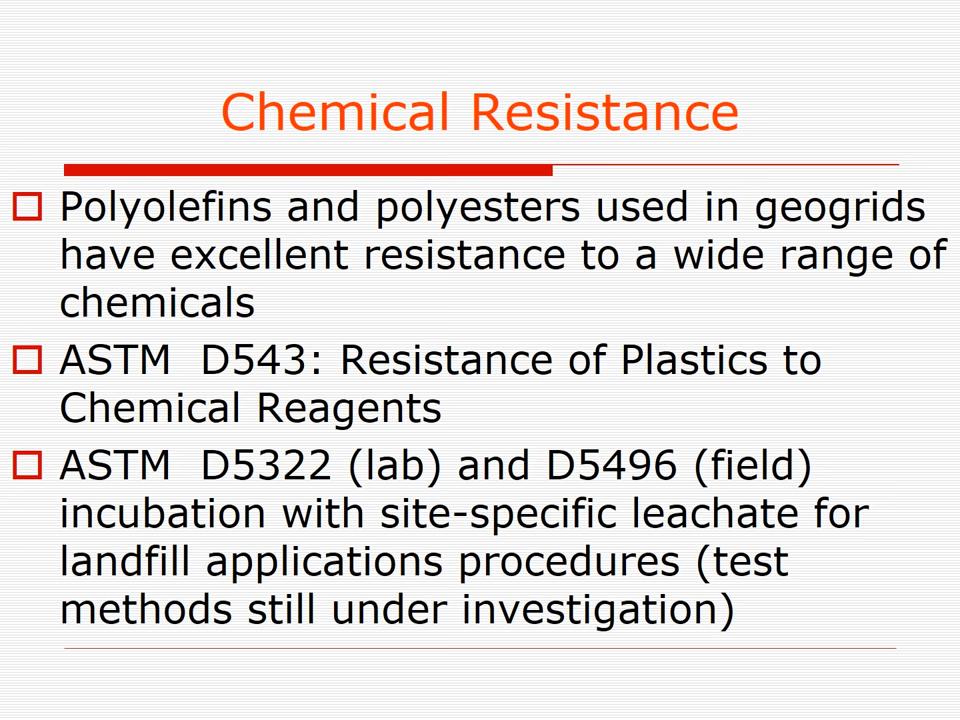 Chemical Resistance
Polyolefins and polyesters used in geogrids
have excellent resistance to a wide range of
chemicals
ASTM  D543: Resistance of Plastics to
Chemical Reagents
ASTM  D5322 (lab) and D5496 (field)
incubation with site-specific leachate for
landfill applications procedures (test
methods still under investigation)